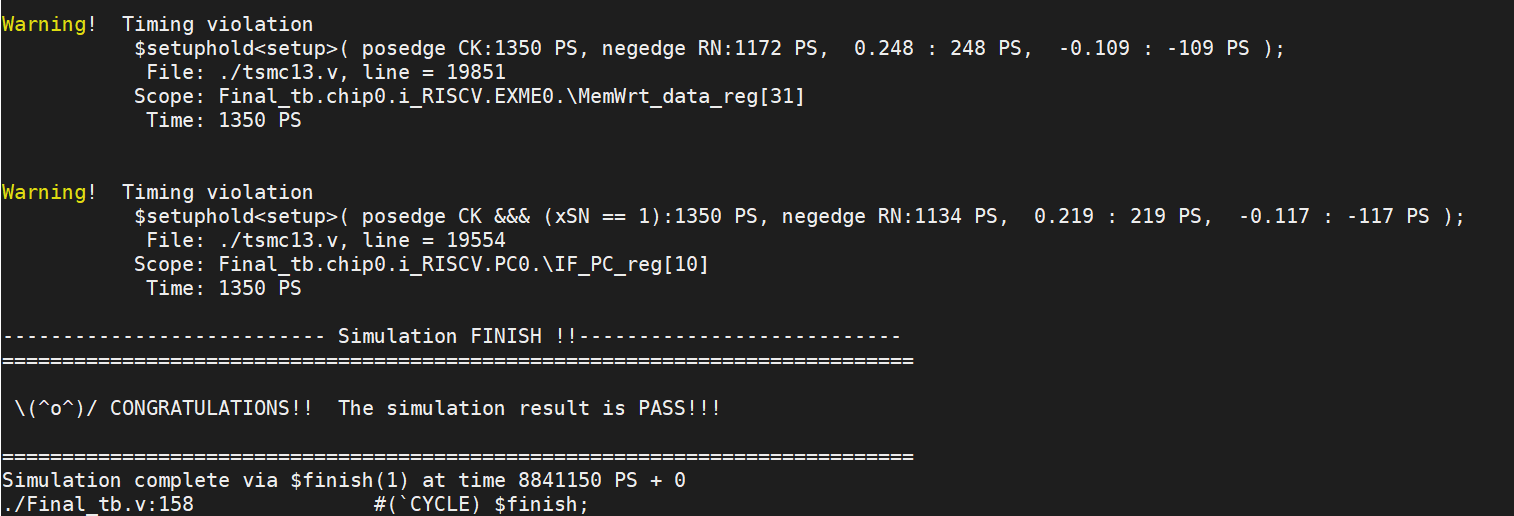 Warning!  Timing violation
$setuphold<setup>( posedge CK:1350 PS, negedge RN:1172 PS,  0.248 : 248 PS,  -0.109 : -109 PS );
File: ./tsmc13.v, line = 19851
Scope: Final_tb.chip0.i_RISCV.EXME0.\MemWrt_data_reg[31]
Time: 1350 PS
Warning!  Timing violation
$setuphold<setup>( posedge CK &&& (xSN == 1):1350 PS, negedge RN:1134 PS,  0.219 : 219 PS,  -0.117 : -117 PS );
File: ./tsmc13.v, line = 19554
Scope: Final_tb.chip0.i_RISCV.PC0.\IF_PC_reg[10]
Time: 1350 PS
--------------------------- Simulation FINISH !!---------------------------
============================================================================
\(^o^)/ CONGRATULATIONS!!  The simulation result is PASS!!!
============================================================================
Simulation complete via $finish(1) at time 8841150 PS + 0
./Final_tb.v:158               #(`CYCLE) $finish;